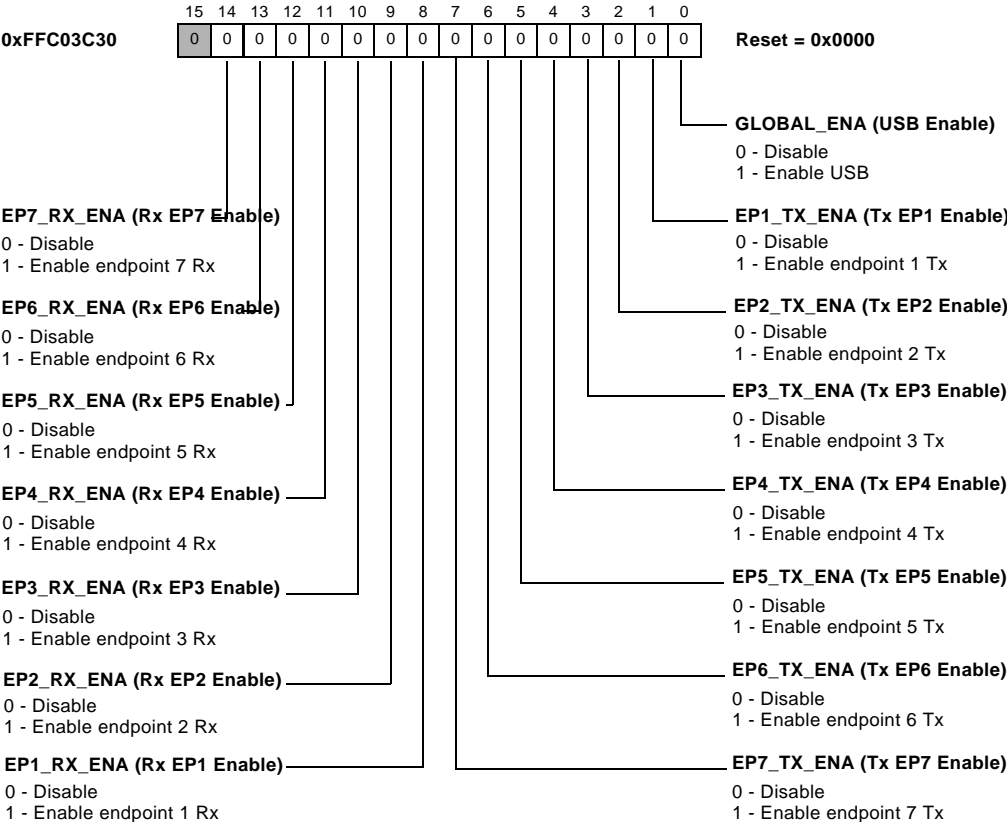 15 14 13 12 11 10 9 8 7 6 5 4 3 2 1 0
0xFFC03C30
0 0 0 0 0 0 0 0 0 0 0 0 0 0 0 0
Reset = 0x0000
GLOBAL_ENA (USB Enable)
0 - Disable
1 - Enable USB
EP7_RX_ENA (Rx EP7 Enable)
0 - Disable
1 - Enable endpoint 7 Rx
EP1_TX_ENA (Tx EP1 Enable)
0 - Disable
1 - Enable endpoint 1 Tx
EP6_RX_ENA (Rx EP6 Enable)
0 - Disable
1 - Enable endpoint 6 Rx
EP2_TX_ENA (Tx EP2 Enable)
0 - Disable
1 - Enable endpoint 2 Tx
EP5_RX_ENA (Rx EP5 Enable)
0 - Disable
1 - Enable endpoint 5 Rx
EP3_TX_ENA (Tx EP3 Enable)
0 - Disable
1 - Enable endpoint 3 Tx
EP4_RX_ENA (Rx EP4 Enable)
0 - Disable
1 - Enable endpoint 4 Rx
EP4_TX_ENA (Tx EP4 Enable)
0 - Disable
1 - Enable endpoint 4 Tx
EP3_RX_ENA (Rx EP3 Enable)
0 - Disable
1 - Enable endpoint 3 Rx
EP5_TX_ENA (Tx EP5 Enable)
0 - Disable
1 - Enable endpoint 5 Tx
EP2_RX_ENA (Rx EP2 Enable)
0 - Disable
1 - Enable endpoint 2 Rx
EP6_TX_ENA (Tx EP6 Enable)
0 - Disable
1 - Enable endpoint 6 Tx
EP1_RX_ENA (Rx EP1 Enable)
0 - Disable
1 - Enable endpoint 1 Rx
EP7_TX_ENA (Tx EP7 Enable)
0 - Disable
1 - Enable endpoint 7 Tx